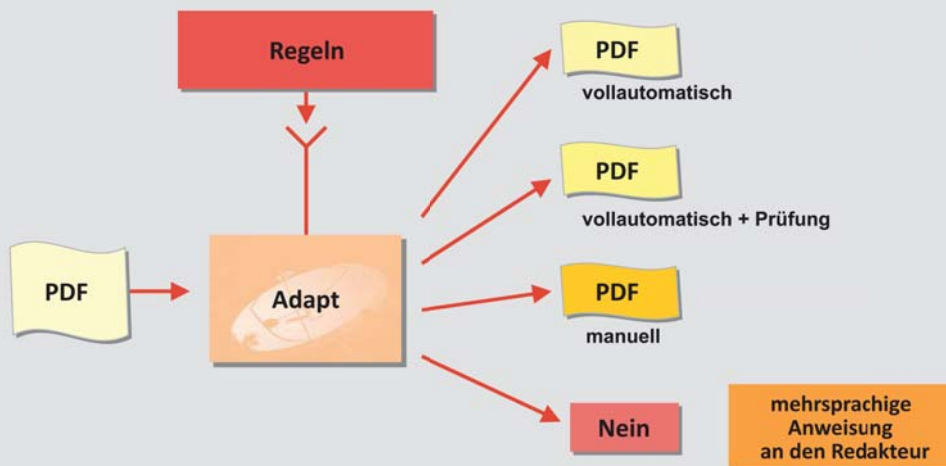 Regeln
PDF
vollautomatisch
PDF
vollautomatisch + Prüfung
PDF
Adapt
PDF
manuell
Nein
mehrsprachige
Anweisung
an den Redakteur